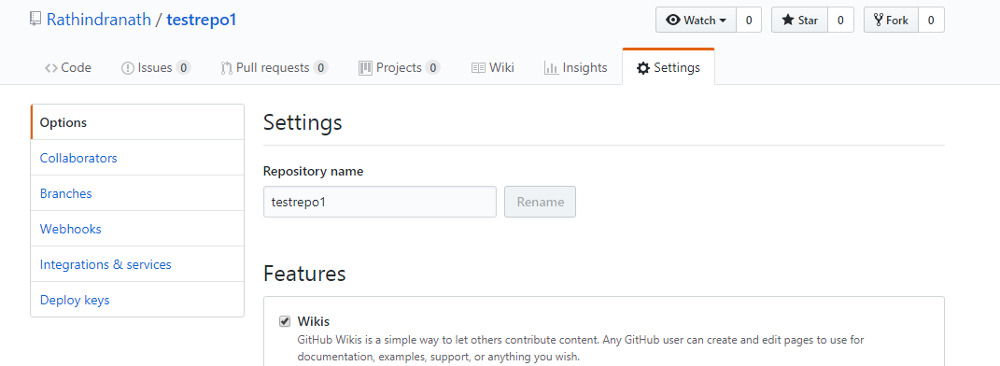 Rathindranath / testrepo1
Watch 0 Star 0 Fork 0
Code Issues 0 Pull requests 0 Projects 0 Wiki Insights Settings
Options
Collaborators
Branches
Webhooks
Integrations & services
Deploy keys
Settings
Repository name
testrepo1 Rename
Features
Wikis
GitHub Wikis is a simple way to let others contribute content. Any GitHub user can create and edit pages to use for
documentation, examples, support, or anything you wish.